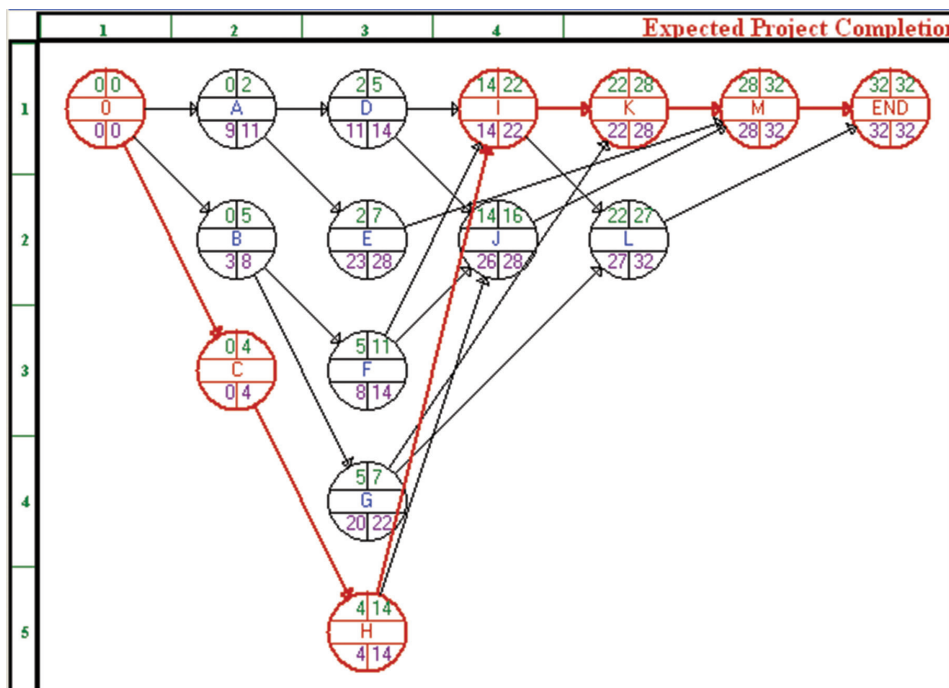 1 2 3 4 Expected Project Completion
1
0 0 0 2 2 5 14 22 22 28 28 32 32 32
0 A D I K M END
0 0 9 11 11 14 14 22 22 28 28 32 32 32
2
0 5 2 7 14 16 22 27
B E J L
3 8 23 28 26 28 27 32
3
0 4 5 11
C F
0 4 8 14
4
5 7
G
20 22
5
4 14
H
4 14